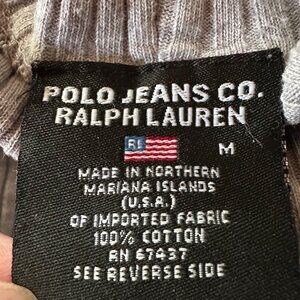 POLO JEANS CO.
RALPH LAUREN
RL
M
MADE IN NORTHERN
MARIANA ISLANDS
(U.S.A.)
OF IMPORTED FABRIC
100% COTTON
RN 67437
SEE REVERSE SIDE